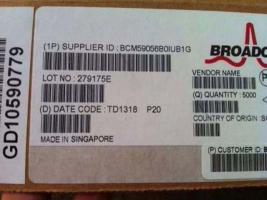 (1P) SUPPLIER ID : BCM59056B0IUB1G
BROADCO
LOT NO : 279175E
VENDOR NAME
(Q) QUANTITY : 5000
(D) DATE CODE : TD1318 P20
COUNTRY OF ORIGIN
MADE IN SINGAPORE
(P) CUSTOMER ID : B
GD10590779